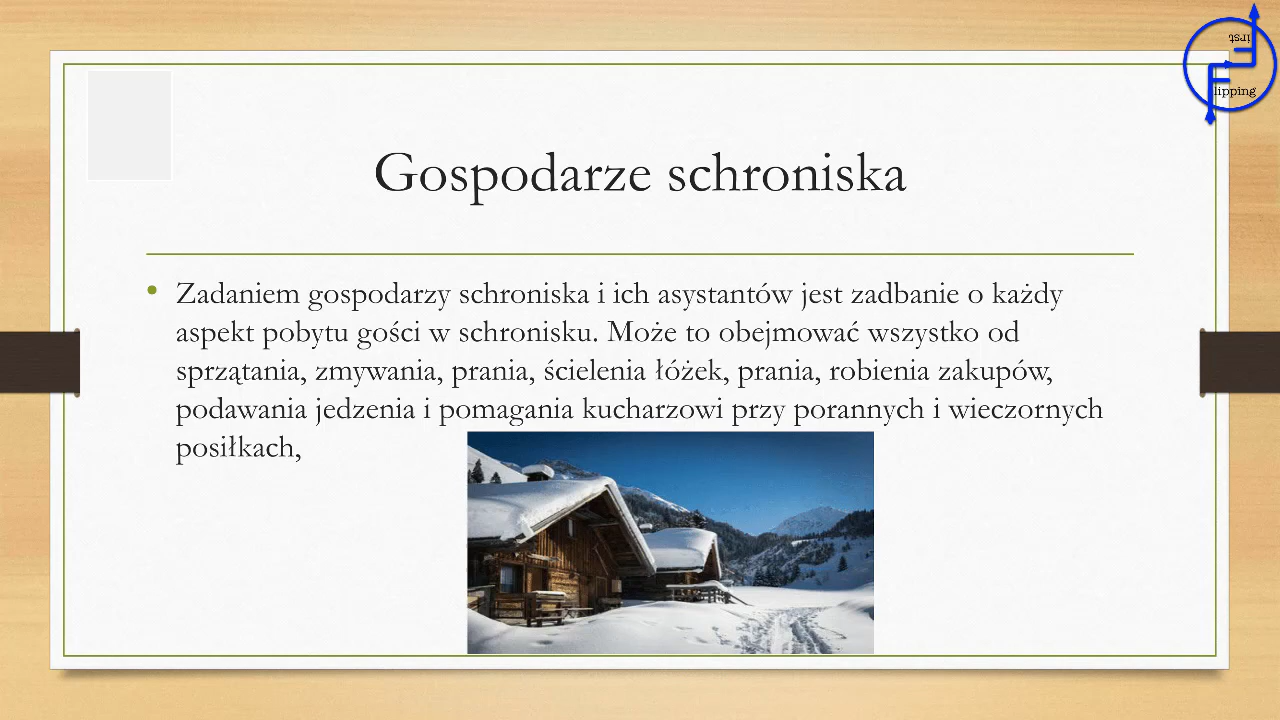 irst
lipping
Gospodarze schroniska
• Zadaniem gospodarzy schroniska i ich asystantów jest zadbanie o każdy
aspekt pobytu gości w schronisku. Może to obejmować wszystko od
sprzątania, zmywania, prania, ścielenia łóżek, prania, robienia zakupów,
podawania jedzenia i pomagania kucharzowi przy porannych i wieczornych
posiłkach,